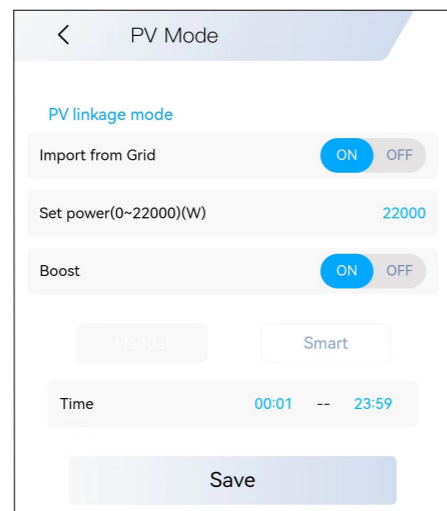 PV Mode
PV linkage mode
Import from Grid ON OFF
Set power(0~22000)(W) 22000
Boost ON OFF
Manual Smart
Time 00:01 -- 23:59
Save